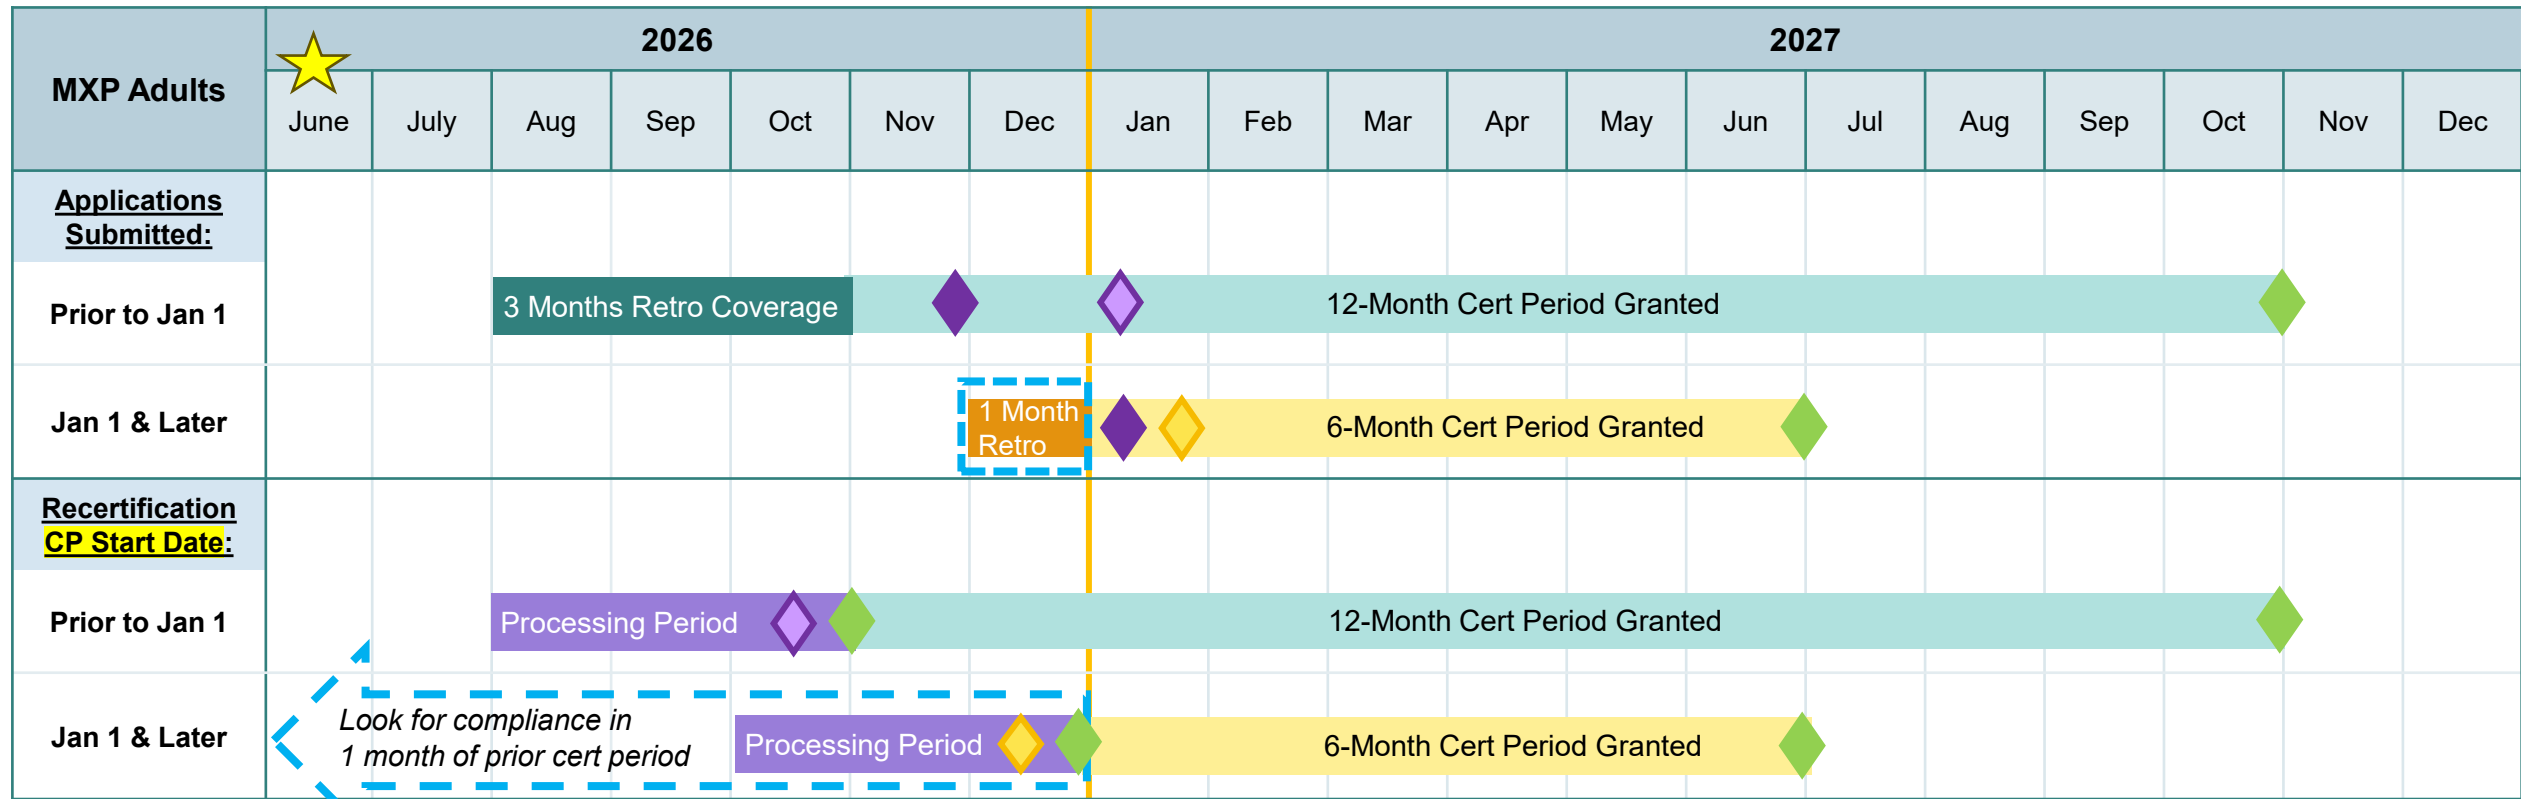 MXP Adults
2026
2027
June
July
Aug
Sep
Oct
Nov
Dec
Jan
Feb
Mar
Apr
May
Jun
Jul
Aug
Sep
Oct
Nov
Dec
Applications
Submitted:
Prior to Jan 1
3 Months Retro Coverage
12-Month Cert Period Granted
Jan 1 & Later
1 Month
Retro
6-Month Cert Period Granted
Recertification
CP Start Date:
Prior to Jan 1
Processing Period
12-Month Cert Period Granted
Jan 1 & Later
Look for compliance in
1 month of prior cert period
Processing Period
6-Month Cert Period Granted